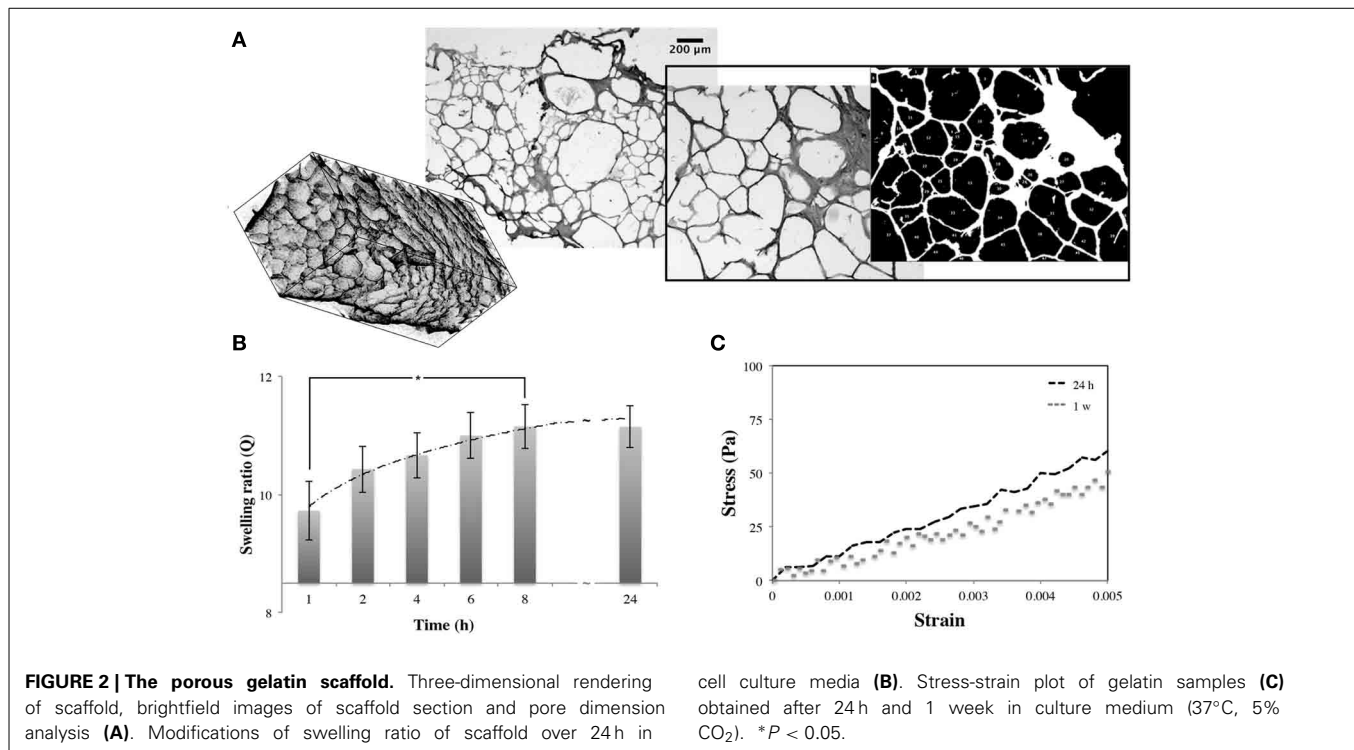 A
200 µm
B
12
10
8
Swelling ratio (Q)
*
1 2 4 6 8 ~ 24
Time (h)
C
100
75
50
25
0
Stress (Pa)
24 h
1 w
0 0.001 0.002 0.003 0.004 0.005
Strain
FIGURE 2 | The porous gelatin scaffold. Three-dimensional rendering
of scaffold, brightfield images of scaffold section and pore dimension
analysis (A). Modifications of swelling ratio of scaffold over 24 h in
cell culture media (B). Stress-strain plot of gelatin samples (C)
obtained after 24 h and 1 week in culture medium (37°C, 5%
CO₂). *P < 0.05.